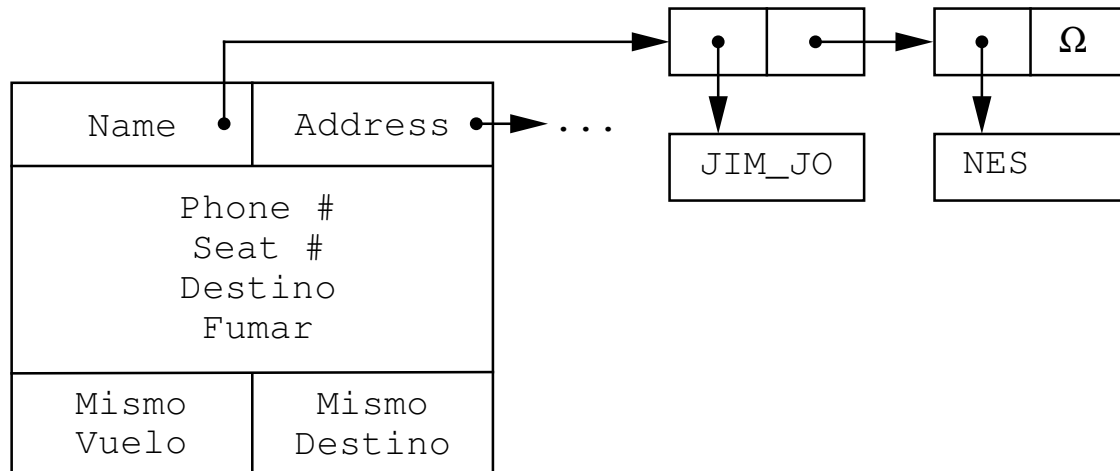 Ω
Name Address ...
JIM_JO NES
Phone #
Seat #
Destino
Fumar
Mismo Mismo
Vuelo Destino